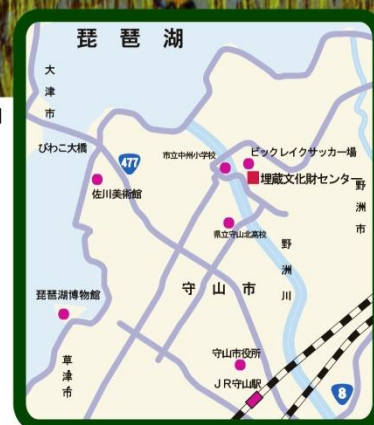 琵琶湖
大津市
びわこ大橋
477
市立中州小学校
ビックレイクサッカー場
埋蔵文化財センター
佐川美術館
野洲市
県立守山北高校
野洲川
琵琶湖博物館
守山市
草津市
守山市役所
JR守山駅
8